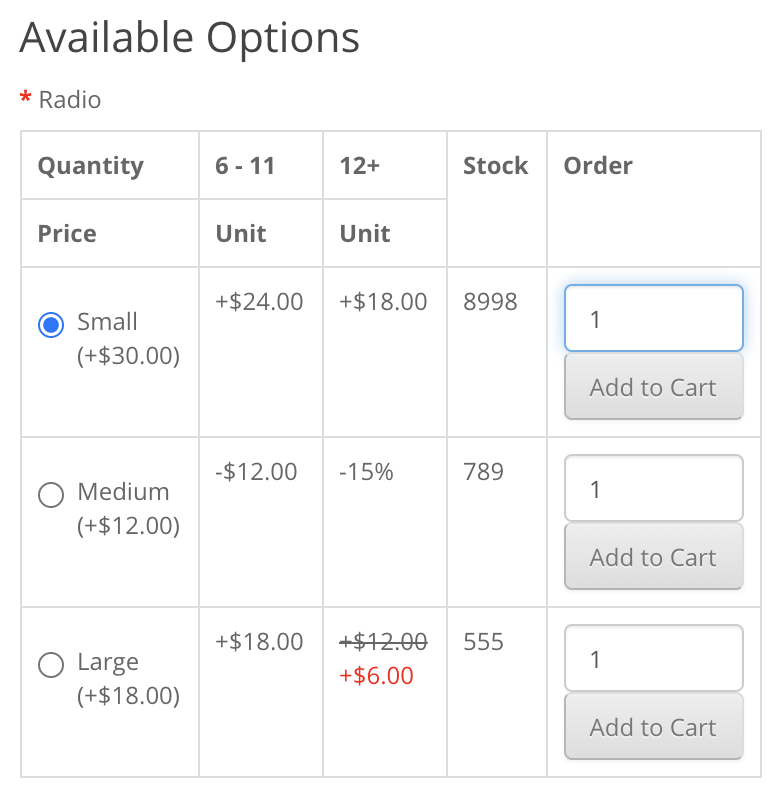 Available Options
* Radio
Quantity 6 - 11 12+ Stock Order
Price Unit Unit
Small (+$30.00) +$24.00 +$18.00 8998 1 Add to Cart
Medium (+$12.00) -$12.00 -15% 789 1 Add to Cart
Large (+$18.00) +$18.00 +$12.00 +$6.00 555 1 Add to Cart